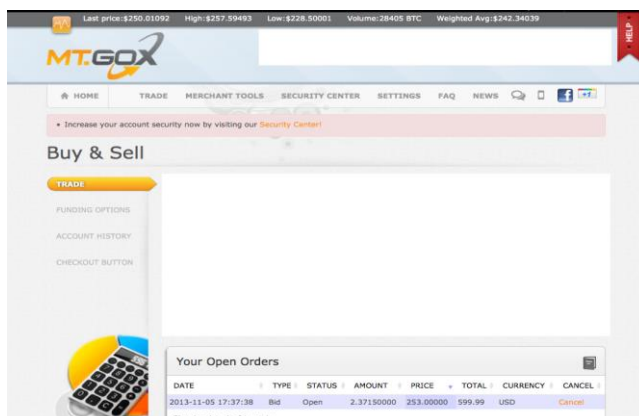 Last price:$250.01092 High:$257.59493 Low:$228.50001 Volume:28405 BTC Weighted Avg:$242.34039
HELP
MT.GOX
HOME TRADE MERCHANT TOOLS SECURITY CENTER SETTINGS FAQ NEWS
• Increase your account security now by visiting our Security Center!
Buy & Sell
TRADE
FUNDING OPTIONS
ACCOUNT HISTORY
CHECKOUT BUTTON
Your Open Orders
DATE TYPE STATUS AMOUNT PRICE TOTAL CURRENCY CANCEL
2013-11-05 17:37:38 Bid Open 2.37150000 253.00000 599.99 USD Cancel